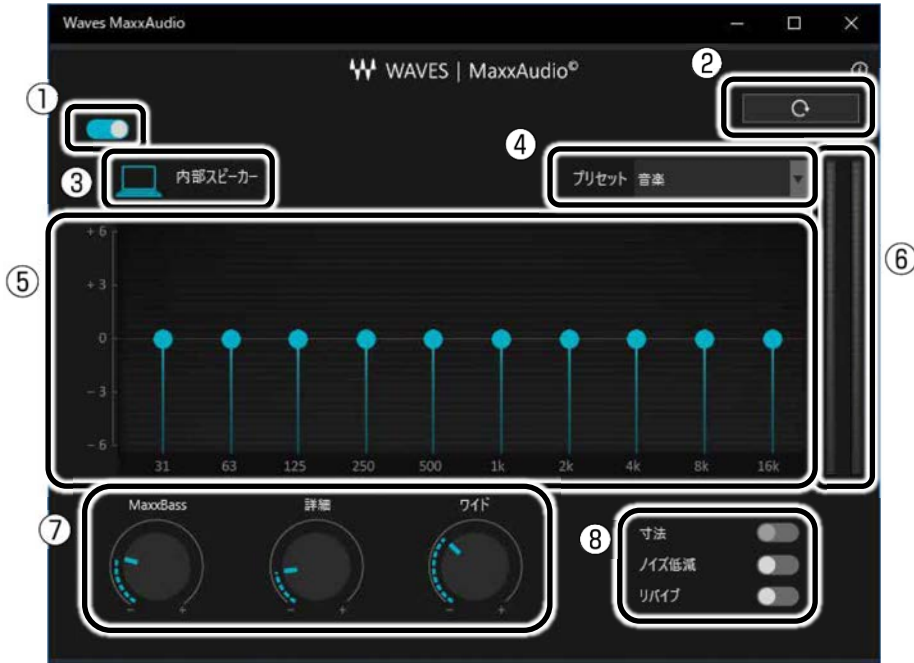 Waves MaxxAudio
WAVES | MaxxAudio©
①
②
③ 内部スピーカー
④ プリセット 音楽
⑤
+ 6
+ 3
0
- 3
- 6
31 63 125 250 500 1k 2k 4k 8k 16k
⑥
⑦
MaxxBass 詳細 ワイド
- + - + - +
⑧
寸法
ノイズ低減
リバイブ